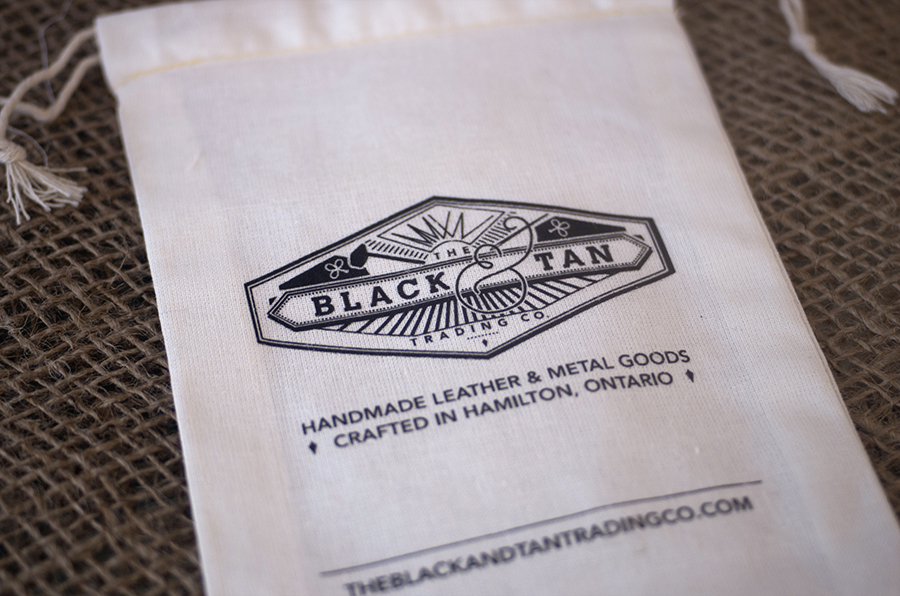 THE
BLACK & TAN
TRADING CO.
HANDMADE LEATHER & METAL GOODS
CRAFTED IN HAMILTON, ONTARIO
THEBLACKANDTANTRADINGCO.COM